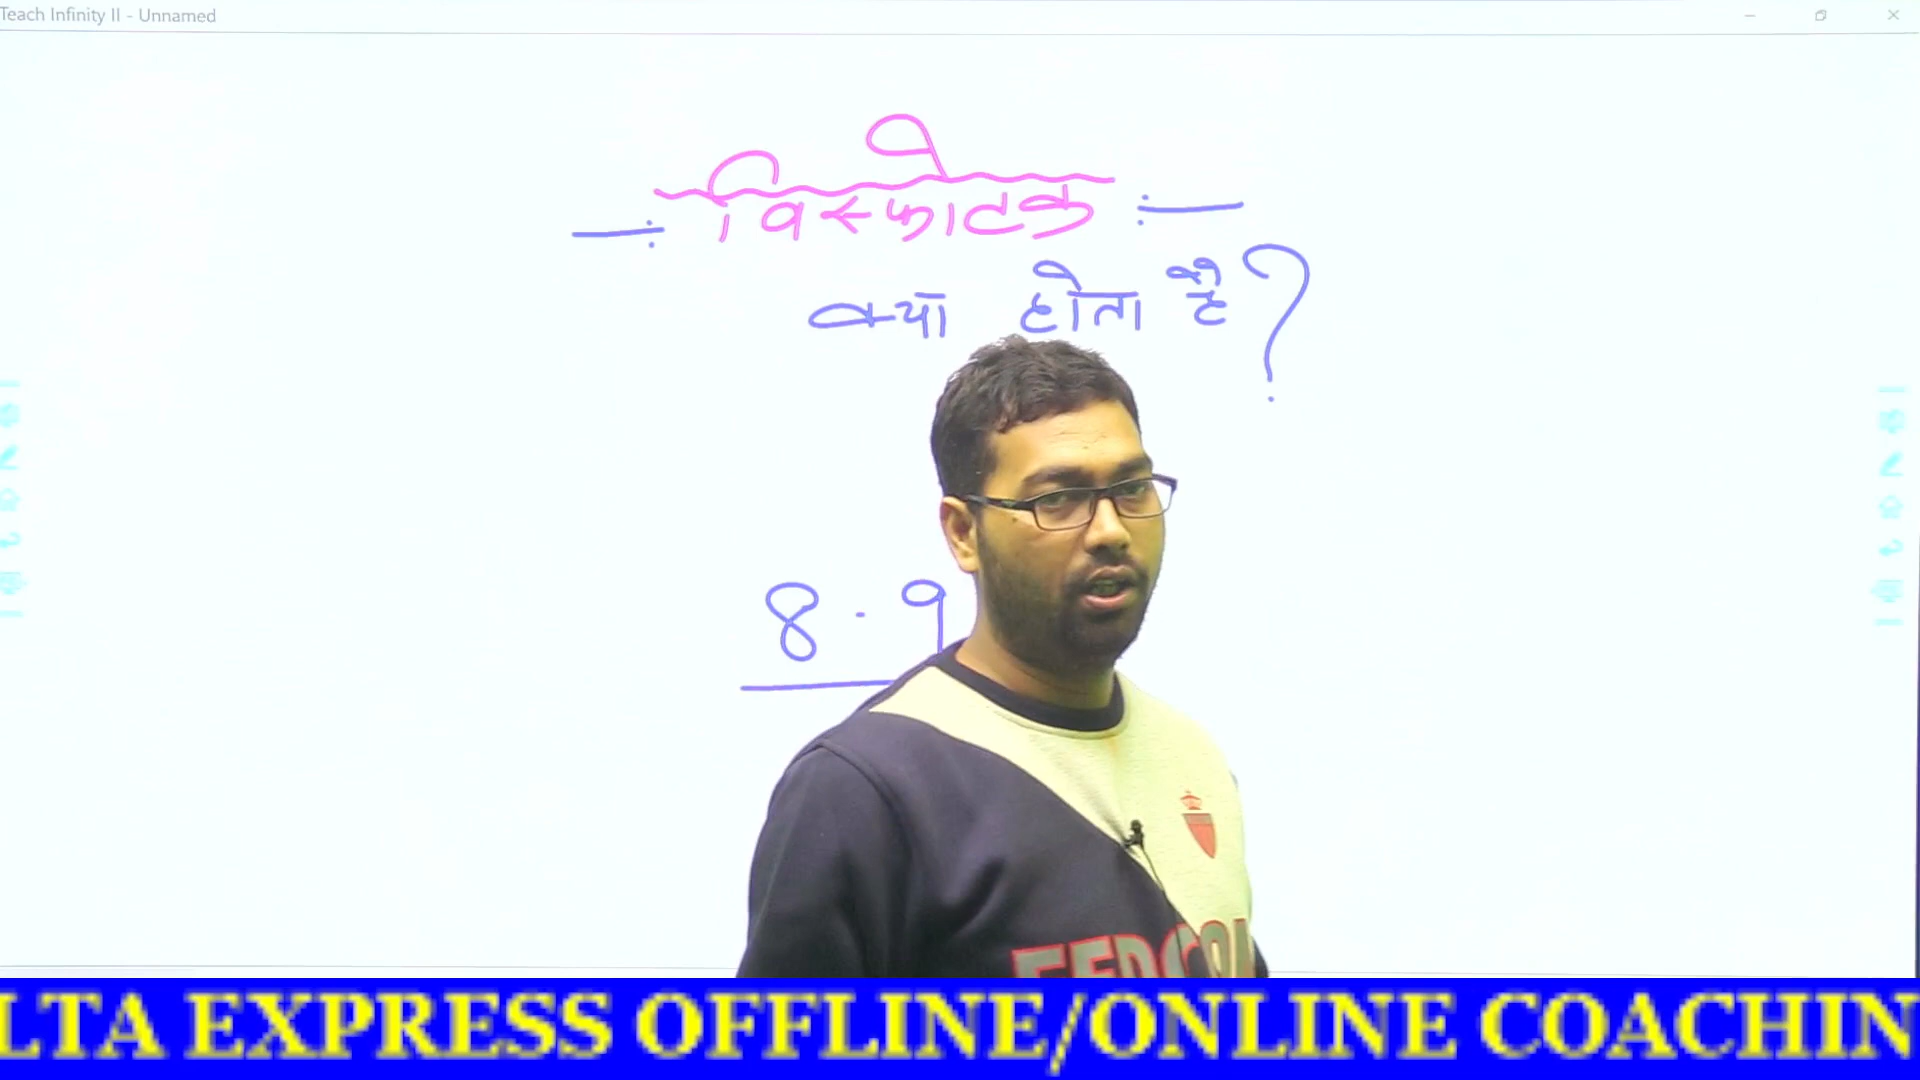 Teach Infinity II - Unnamed
विस्फोटक
क्या होता है?
8.9
LTA EXPRESS OFFLINE/ONLINE COACHIN